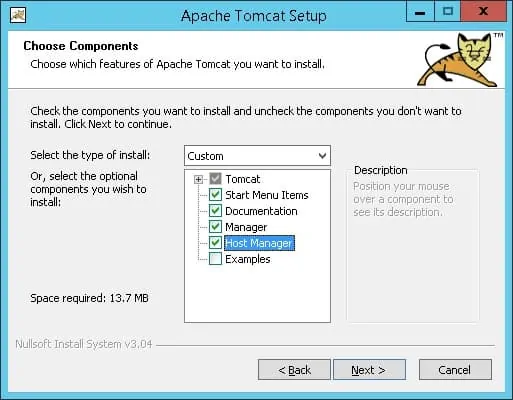 Apache Tomcat Setup
Choose Components
Choose which features of Apache Tomcat you want to install.
TM
Check the components you want to install and uncheck the components you don't want to
install. Click Next to continue.
Select the type of install:
Custom
Or, select the optional
components you wish to
install:
Tomcat
Start Menu Items
Documentation
Manager
Host Manager
Examples
Description
Position your mouse
over a component to
see its description.
Space required: 13.7 MB
Nullsoft Install System v3.04
< Back
Next >
Cancel